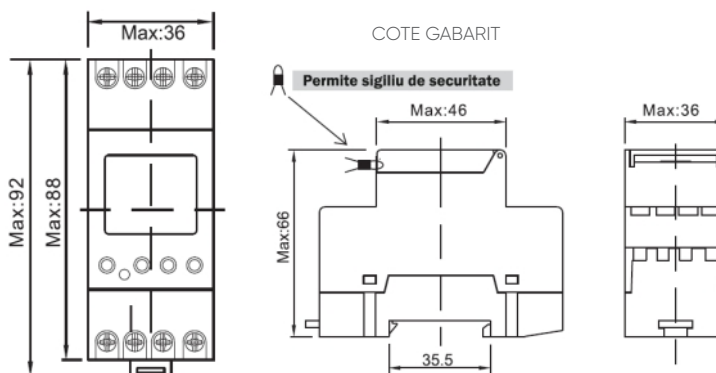 COTE GABARIT
Max:36
Permite sigiliu de securitate
Max:46
Max:36
Max:92
Max:88
Max:66
35.5